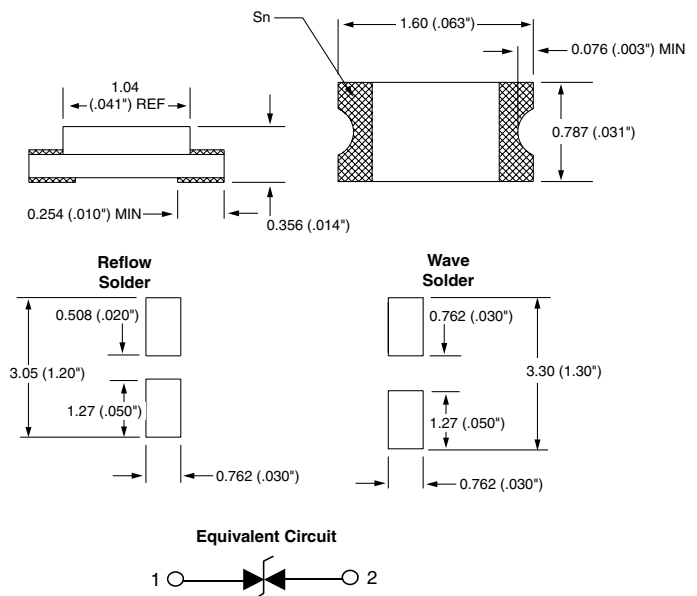 Sn
1.60 (.063")
0.076 (.003") MIN
1.04
(.041") REF
0.787 (.031")
0.254 (.010") MIN
0.356 (.014")
Reflow
Solder
Wave
Solder
0.508 (.020")
0.762 (.030")
3.05 (1.20")
3.30 (1.30")
1.27 (.050")
1.27 (.050")
0.762 (.030")
0.762 (.030")
Equivalent Circuit
1
2